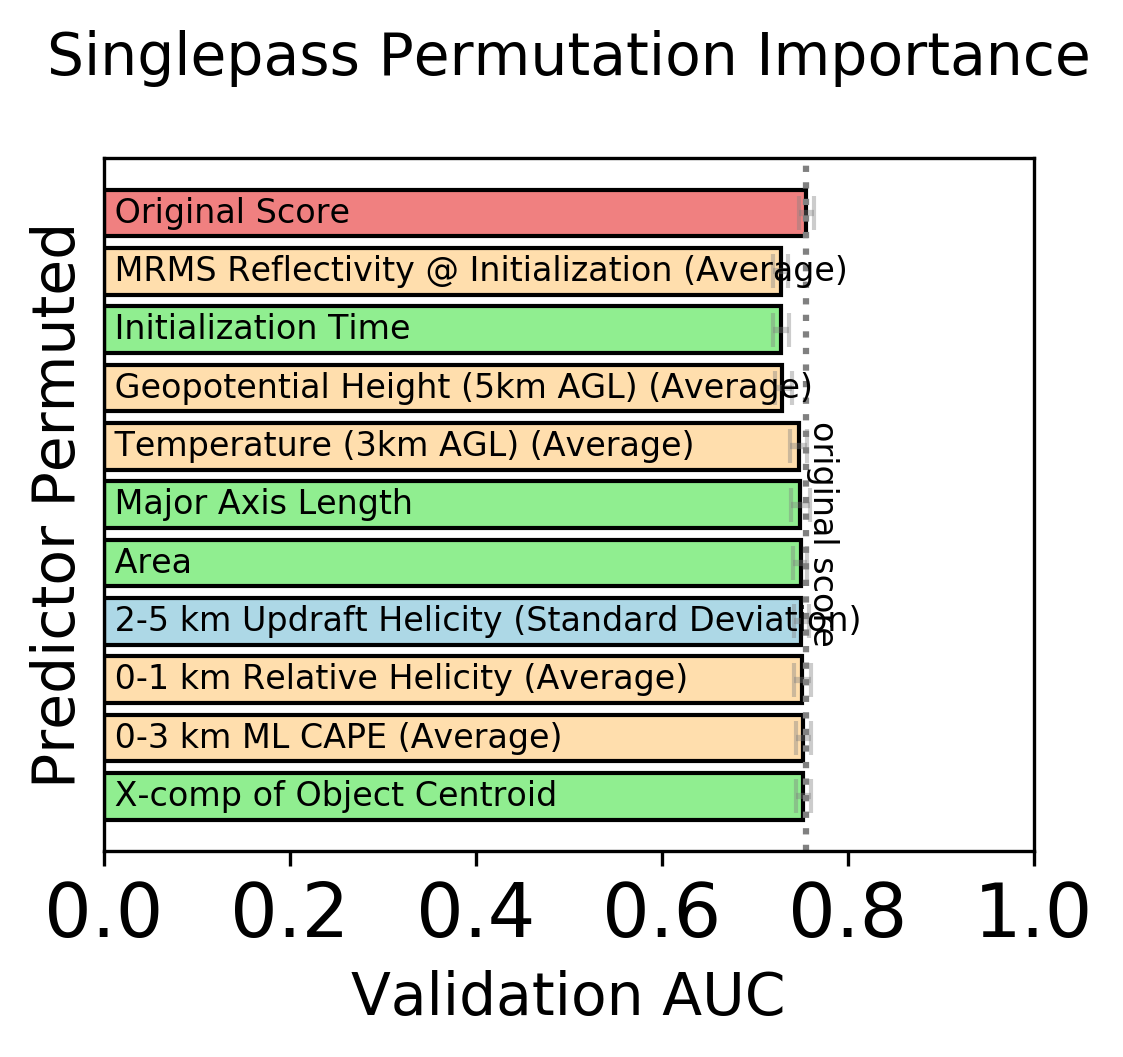 Singlepass Permutation Importance
Predictor Permuted
Original Score
MRMS Reflectivity @ Initialization (Average)
Initialization Time
Geopotential Height (5km AGL) (Average)
Temperature (3km AGL) (Average)
Major Axis Length
Area
2-5 km Updraft Helicity (Standard Deviation)
0-1 km Relative Helicity (Average)
0-3 km ML CAPE (Average)
X-comp of Object Centroid
original score
0.0 0.2 0.4 0.6 0.8 1.0
Validation AUC